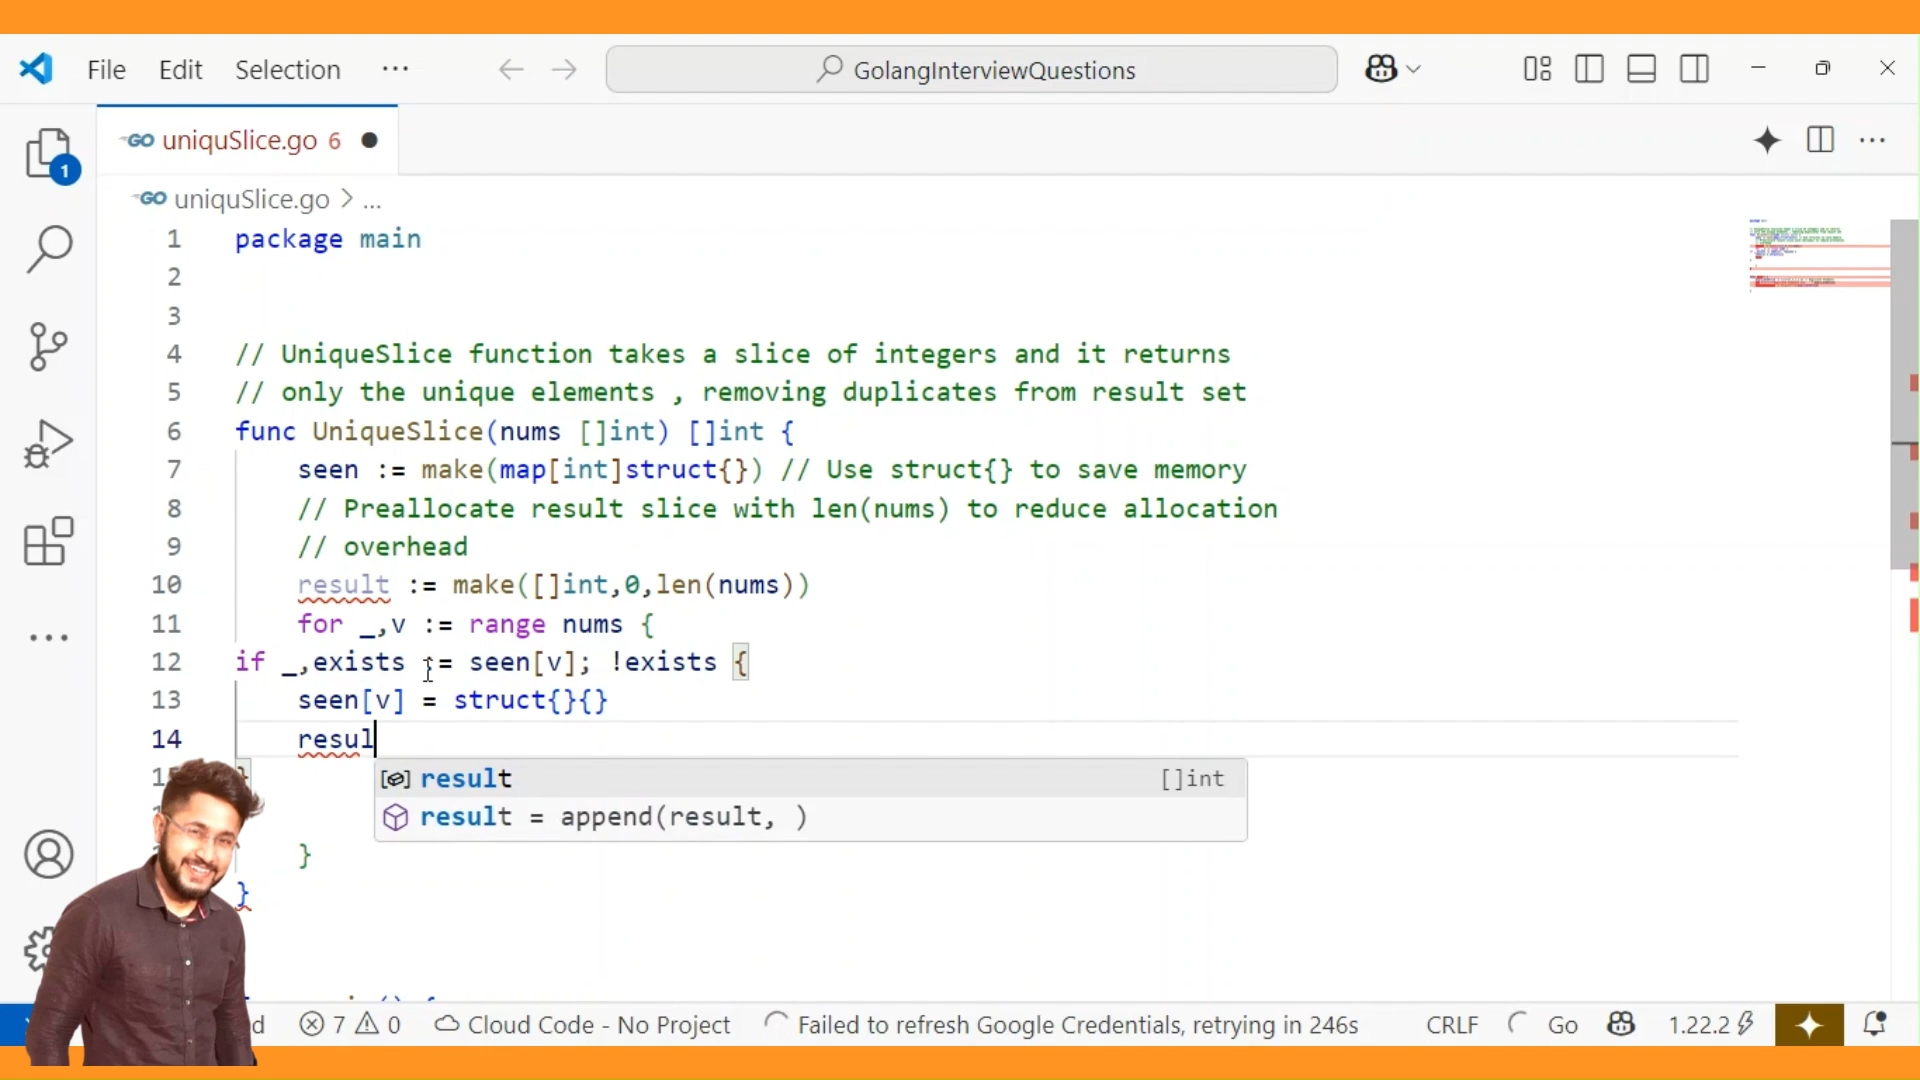 File Edit Selection ··· GolangInterviewQuestions
GO uniquSlice.go 6
1
GO uniquSlice.go > ...
1 package main
2
3
4 // UniqueSlice function takes a slice of integers and it returns
5 // only the unique elements , removing duplicates from result set
6 func UniqueSlice(nums []int) []int {
7 seen := make(map[int]struct{}) // Use struct{} to save memory
8 // Preallocate result slice with len(nums) to reduce allocation
9 // overhead
10 result := make([]int,0,len(nums))
11 for _,v := range nums {
12 if _,exists := seen[v]; !exists {
13 seen[v] = struct{}{}
14 resul
}
result []int
result = append(result, )
}
}
7 0 Cloud Code - No Project Failed to refresh Google Credentials, retrying in 246s CRLF Go 1.22.2